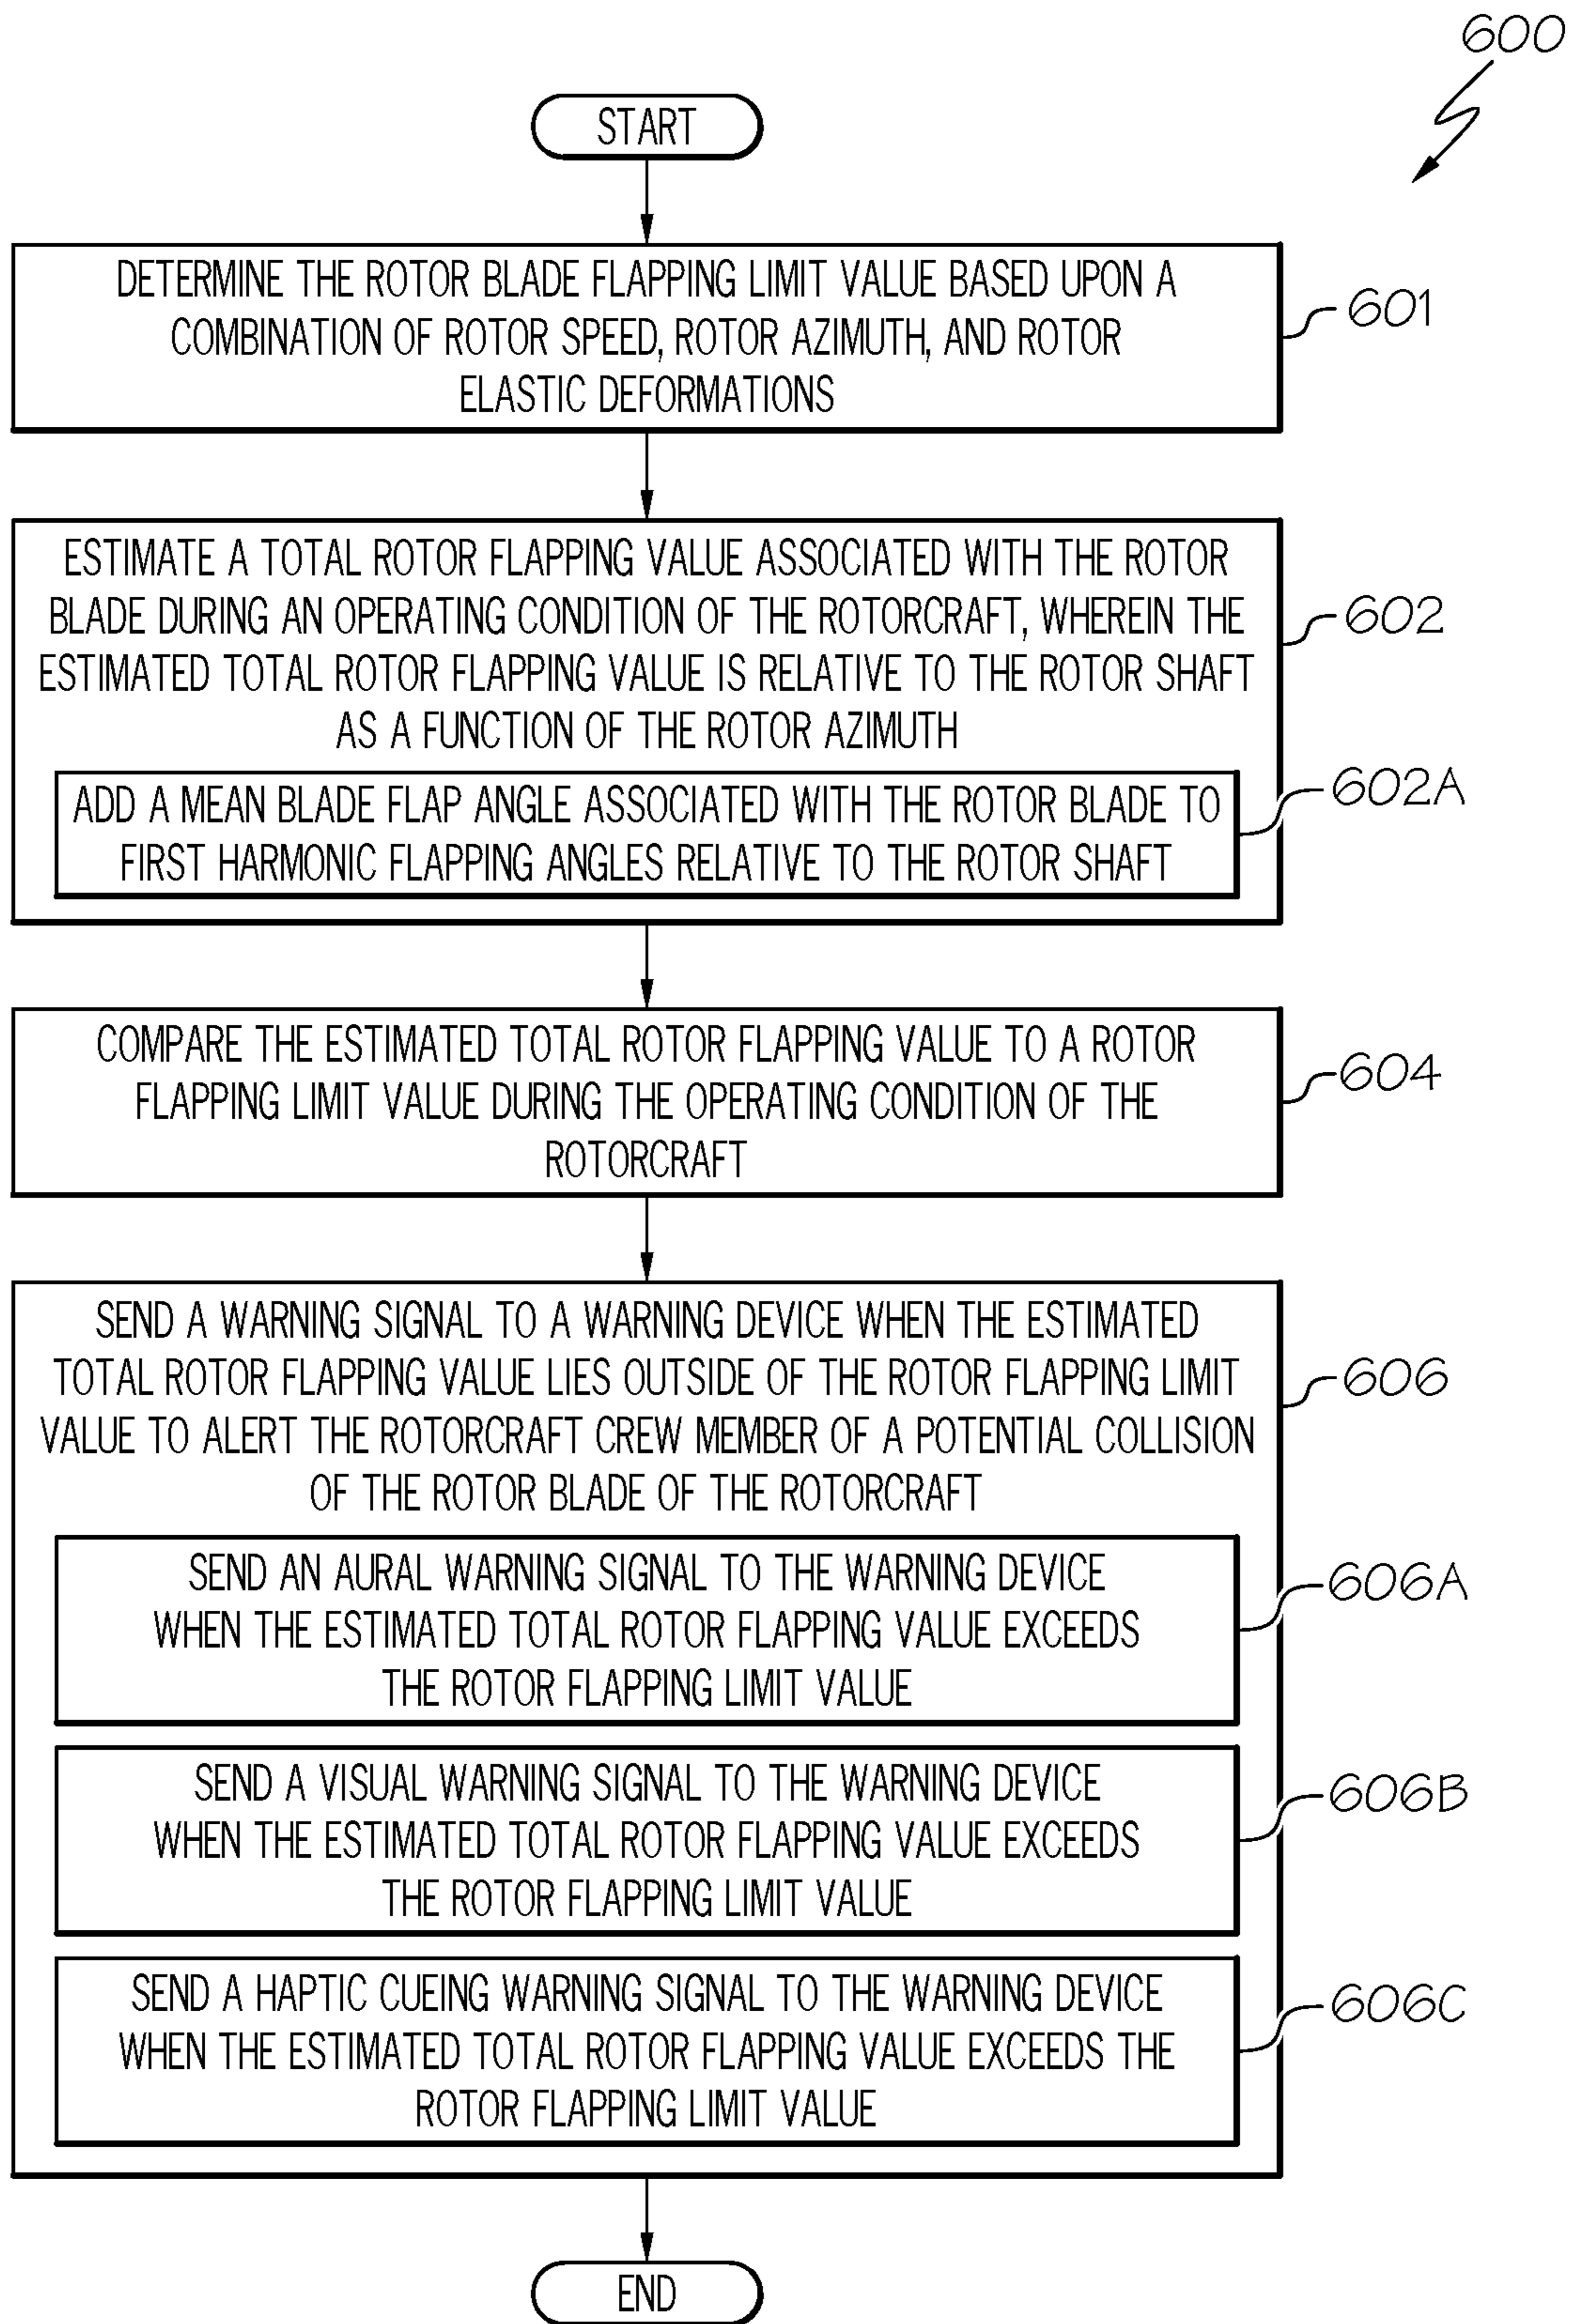 600
START
DETERMINE THE ROTOR BLADE FLAPPING LIMIT VALUE BASED UPON A
COMBINATION OF ROTOR SPEED, ROTOR AZIMUTH, AND ROTOR
ELASTIC DEFORMATIONS
601
ESTIMATE A TOTAL ROTOR FLAPPING VALUE ASSOCIATED WITH THE ROTOR
BLADE DURING AN OPERATING CONDITION OF THE ROTORCRAFT, WHEREIN THE
ESTIMATED TOTAL ROTOR FLAPPING VALUE IS RELATIVE TO THE ROTOR SHAFT
AS A FUNCTION OF THE ROTOR AZIMUTH
602
ADD A MEAN BLADE FLAP ANGLE ASSOCIATED WITH THE ROTOR BLADE TO
FIRST HARMONIC FLAPPING ANGLES RELATIVE TO THE ROTOR SHAFT
602A
COMPARE THE ESTIMATED TOTAL ROTOR FLAPPING VALUE TO A ROTOR
FLAPPING LIMIT VALUE DURING THE OPERATING CONDITION OF THE
ROTORCRAFT
604
SEND A WARNING SIGNAL TO A WARNING DEVICE WHEN THE ESTIMATED
TOTAL ROTOR FLAPPING VALUE LIES OUTSIDE OF THE ROTOR FLAPPING LIMIT
VALUE TO ALERT THE ROTORCRAFT CREW MEMBER OF A POTENTIAL COLLISION
OF THE ROTOR BLADE OF THE ROTORCRAFT
606
SEND AN AURAL WARNING SIGNAL TO THE WARNING DEVICE
WHEN THE ESTIMATED TOTAL ROTOR FLAPPING VALUE EXCEEDS
THE ROTOR FLAPPING LIMIT VALUE
606A
SEND A VISUAL WARNING SIGNAL TO THE WARNING DEVICE
WHEN THE ESTIMATED TOTAL ROTOR FLAPPING VALUE EXCEEDS
THE ROTOR FLAPPING LIMIT VALUE
606B
SEND A HAPTIC CUEING WARNING SIGNAL TO THE WARNING DEVICE
WHEN THE ESTIMATED TOTAL ROTOR FLAPPING VALUE EXCEEDS THE
ROTOR FLAPPING LIMIT VALUE
606C
END